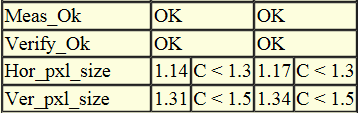 Meas_Ok OK OK
Verify_Ok OK OK
Hor_pxl_size 1.14 C < 1.3 1.17 C < 1.3
Ver_pxl_size 1.31 C < 1.5 1.34 C < 1.5